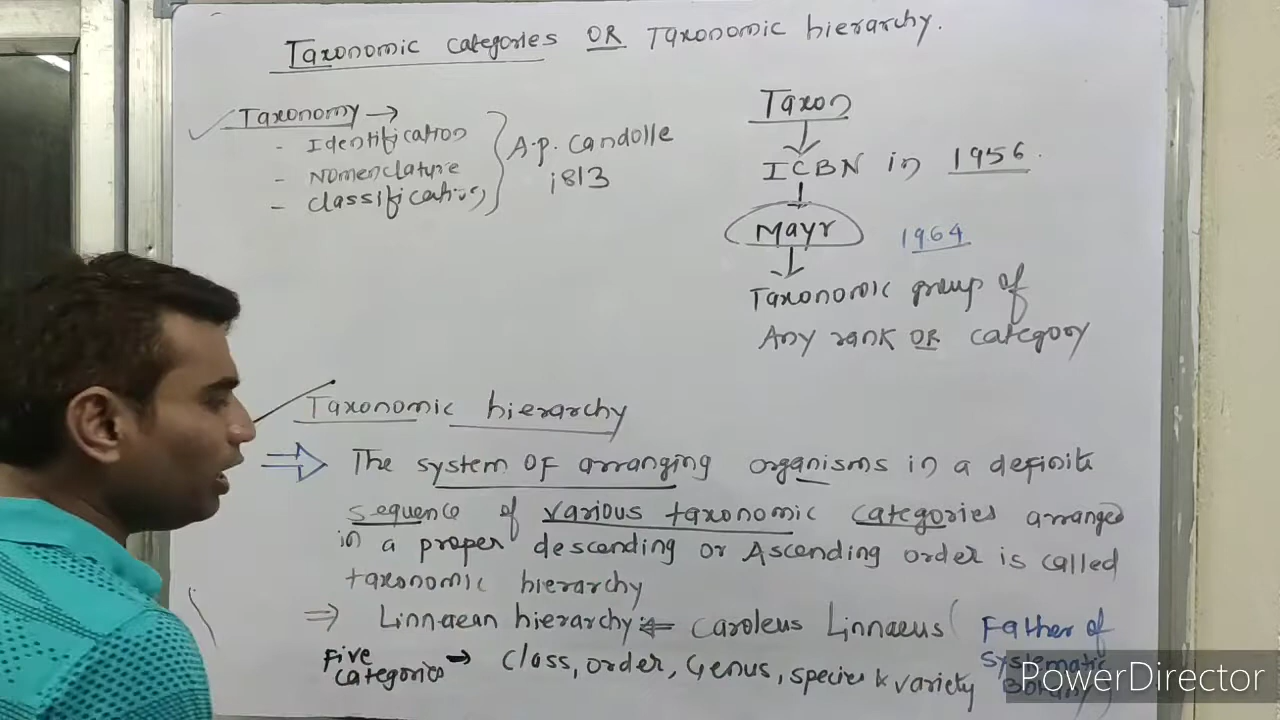 Taxonomic categories OR Taxonomic hierarchy.
Taxonomy →
- Identification
- Nomenclature
- Classification
A.p. Candolle
1813
Taxon
ICBN in 1956.
Mayr 1964
Taxonomic group of
Any rank OR category
Taxonomic hierarchy
⇒ The system OF arranging organisms in a definite
sequence of various taxonomic categories arranged
in a proper descending or Ascending order is called
taxonomic hierarchy
⇒ Linnaean hierarchy ⇐ Caroleus Linnaeus ( Father of
Systematic
Botany )
Five
categories → Class, order, Genus, species & variety
PowerDirector